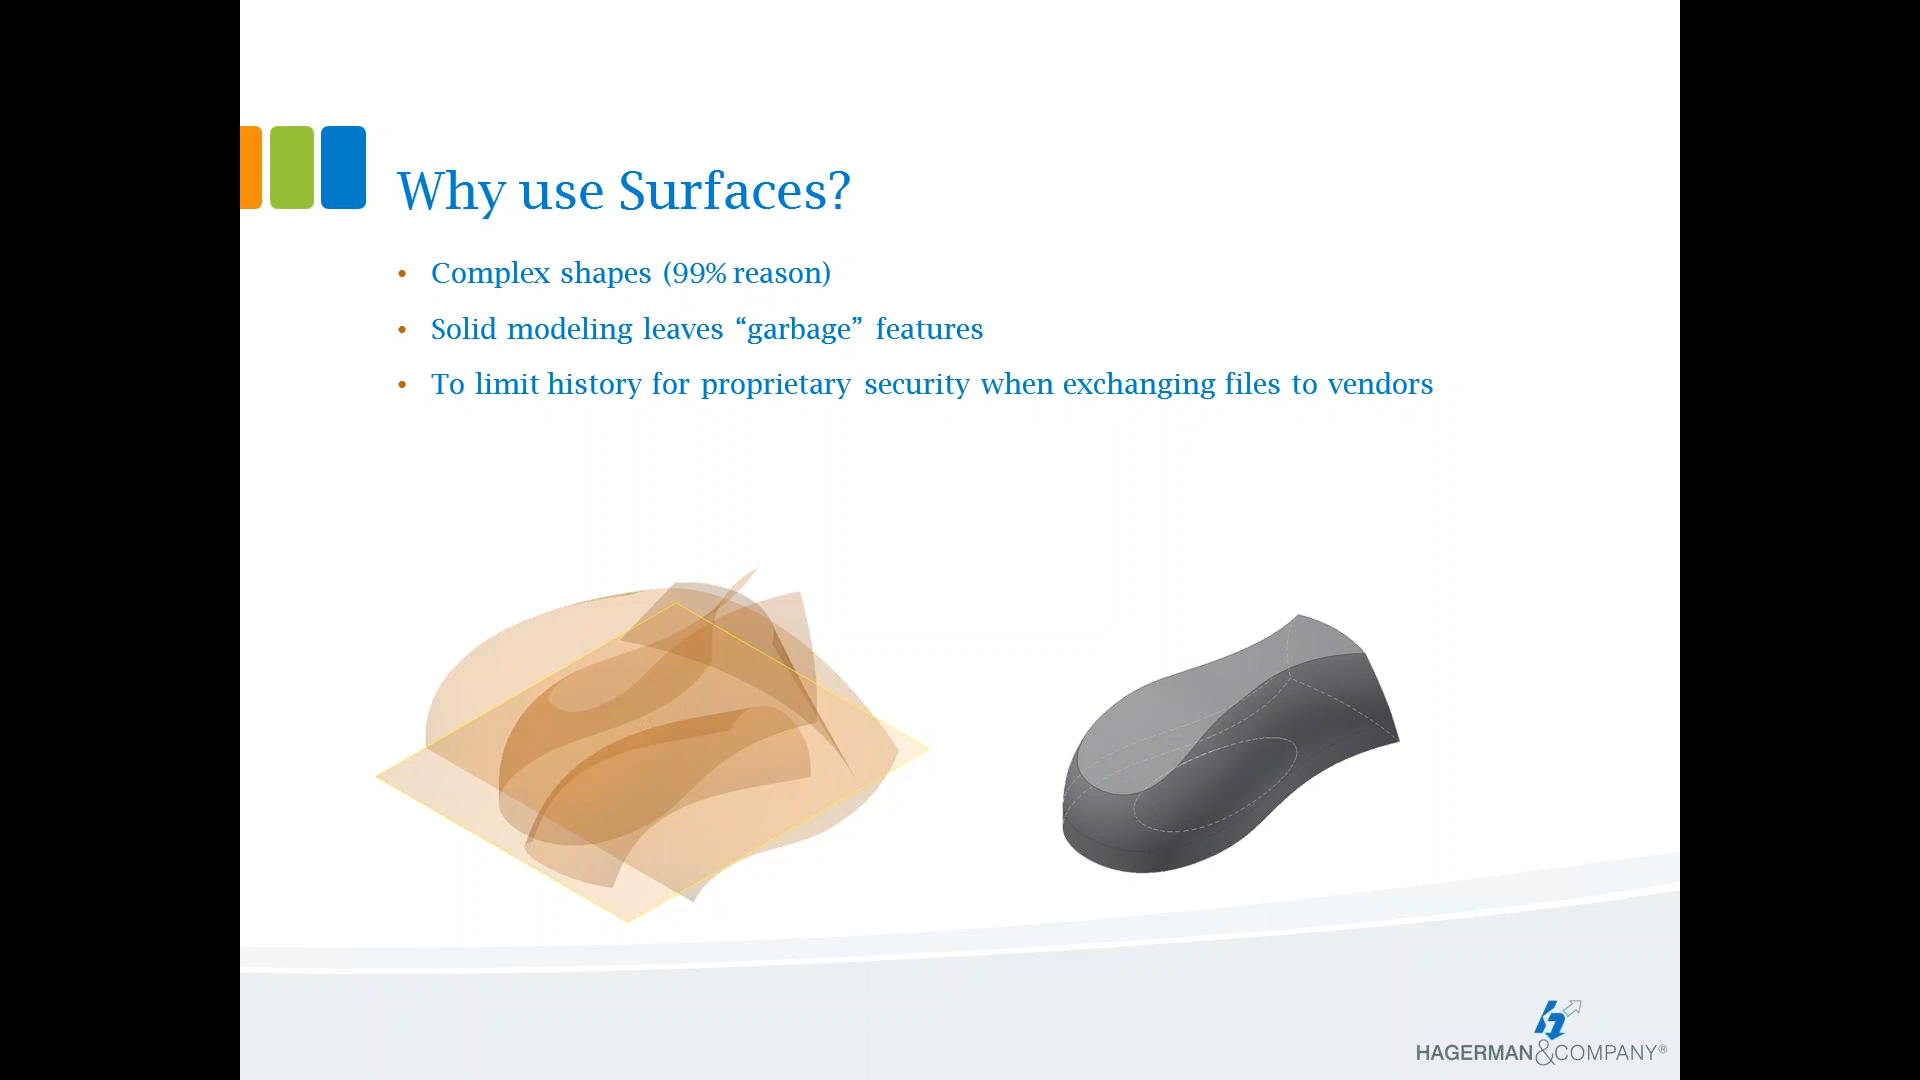 Why use Surfaces?
• Complex shapes (99% reason)
• Solid modeling leaves “garbage” features
• To limit history for proprietary security when exchanging files to vendors
HAGERMAN&COMPANY®